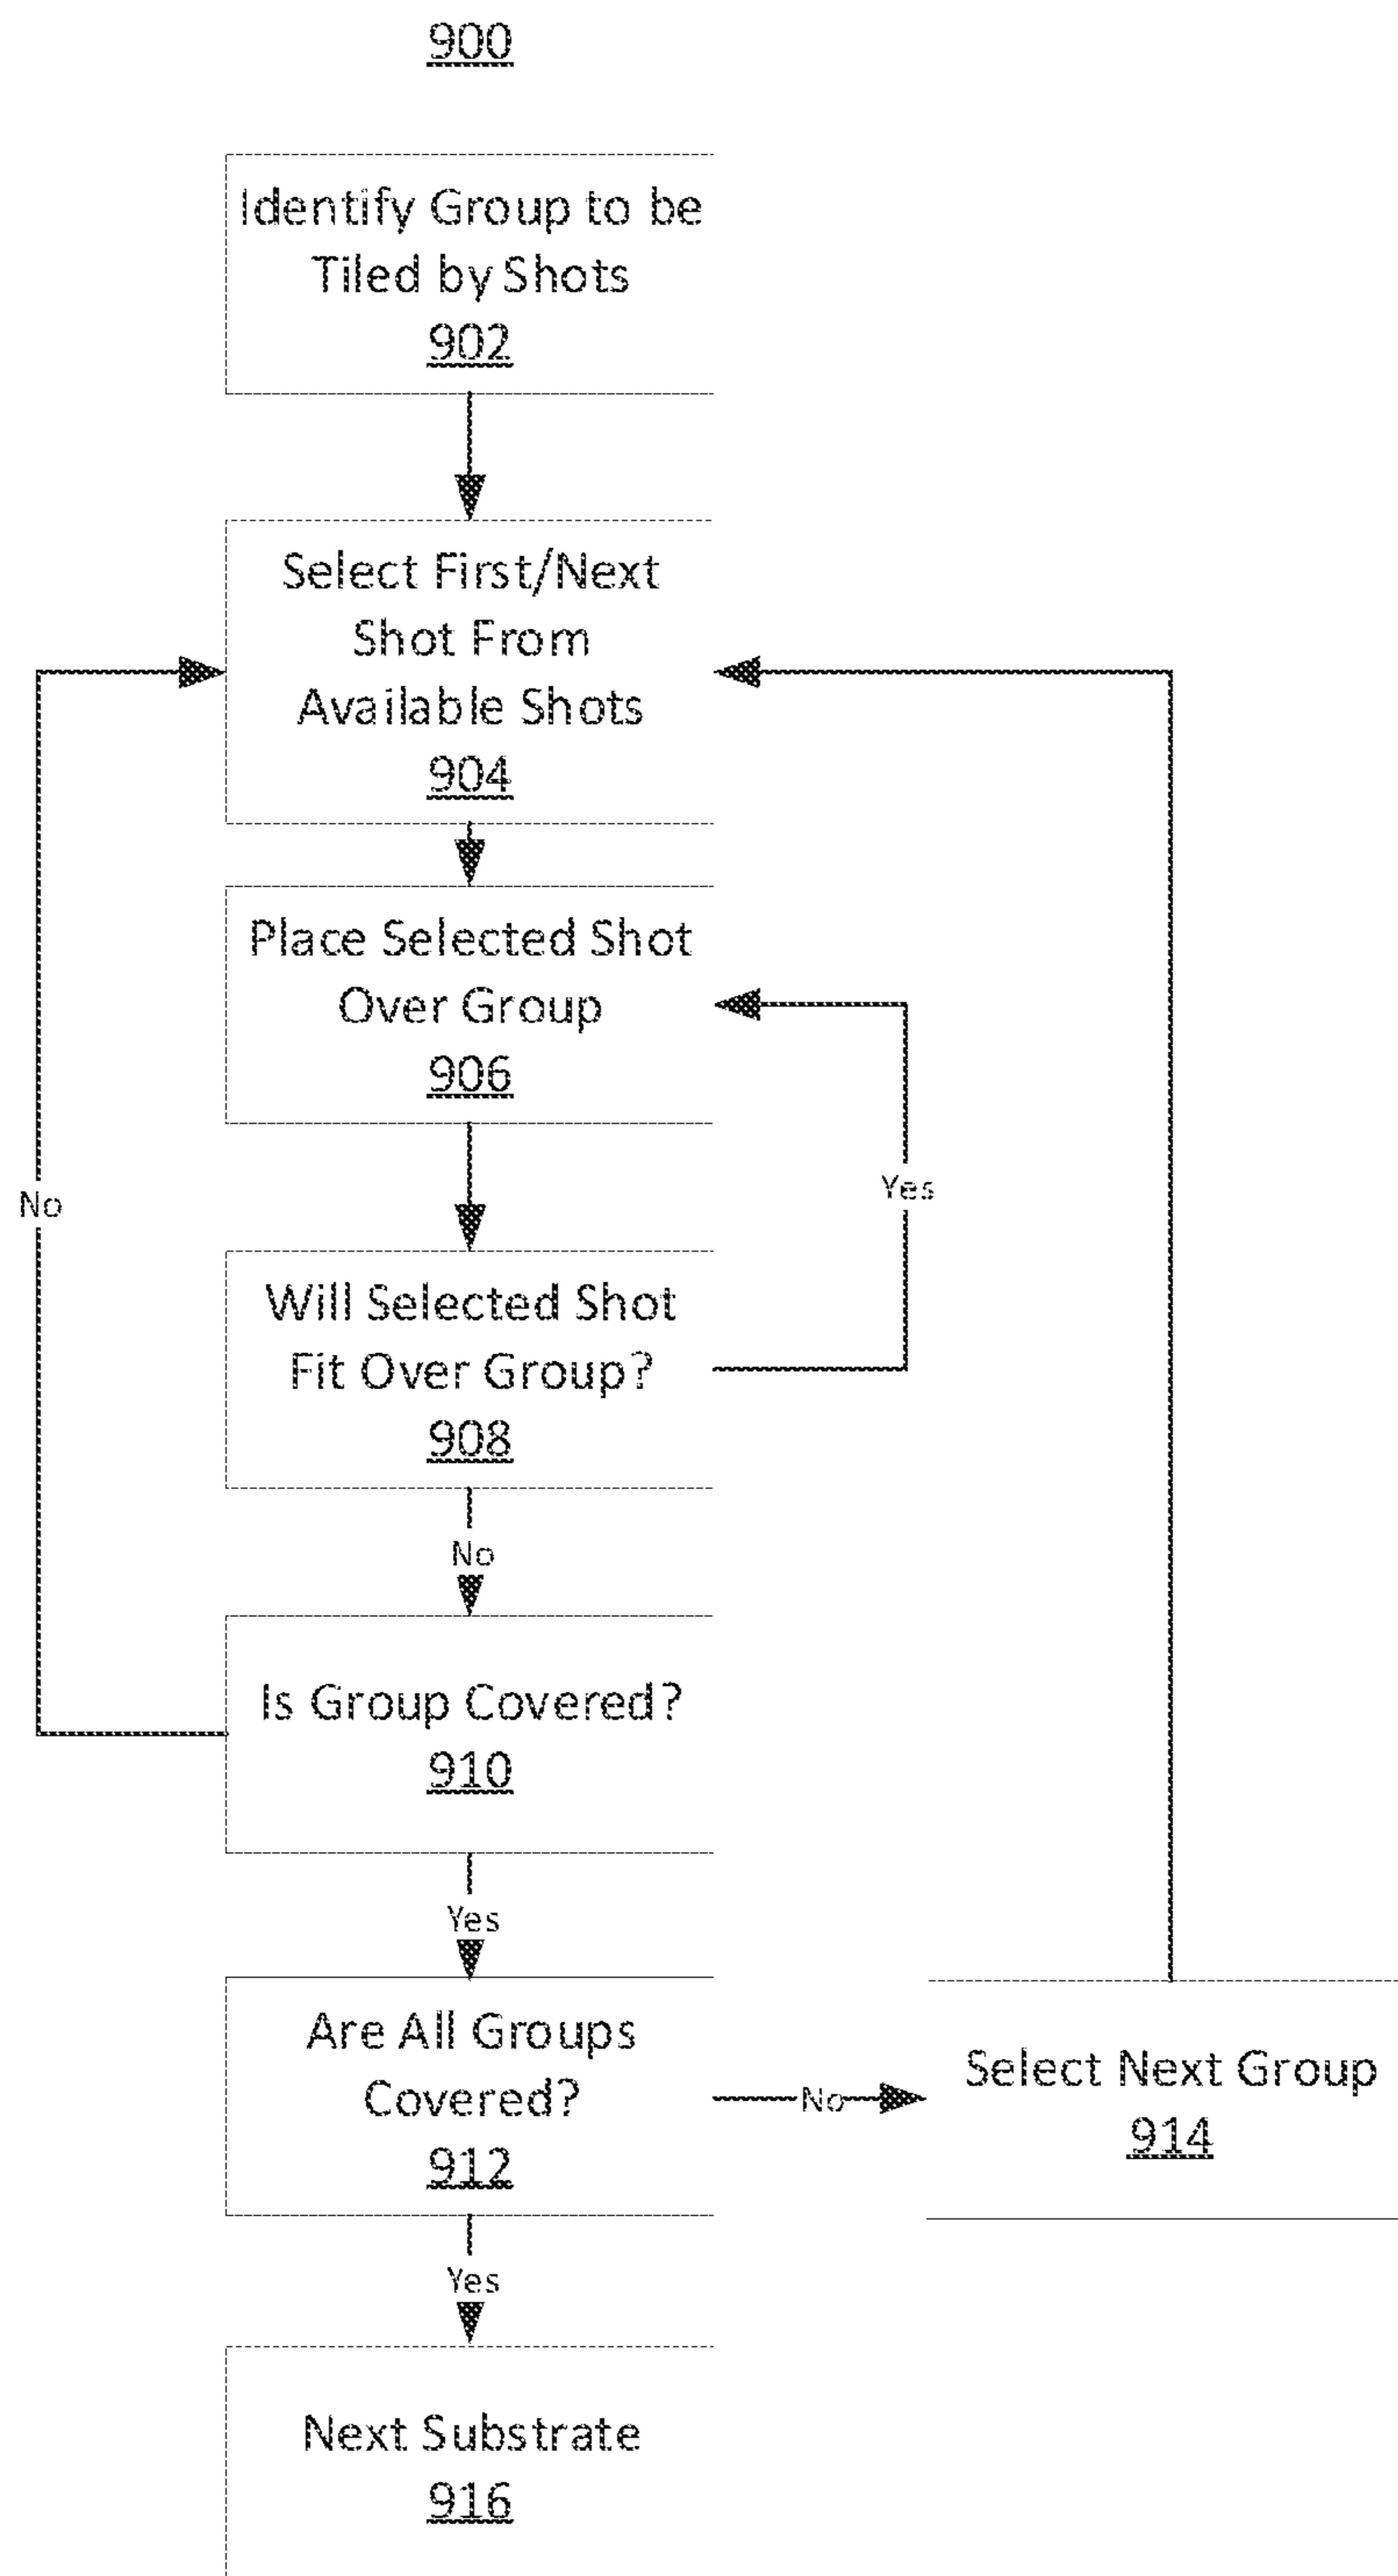 900
Identify Group to be
Tiled by Shots
902
Select First/Next
Shot From
Available Shots
904
Place Selected Shot
Over Group
906
Yes
No
Will Selected Shot
Fit Over Group?
908
No
Is Group Covered?
910
Yes
Are All Groups
Covered?
912
No
Select Next Group
914
Yes
Next Substrate
916